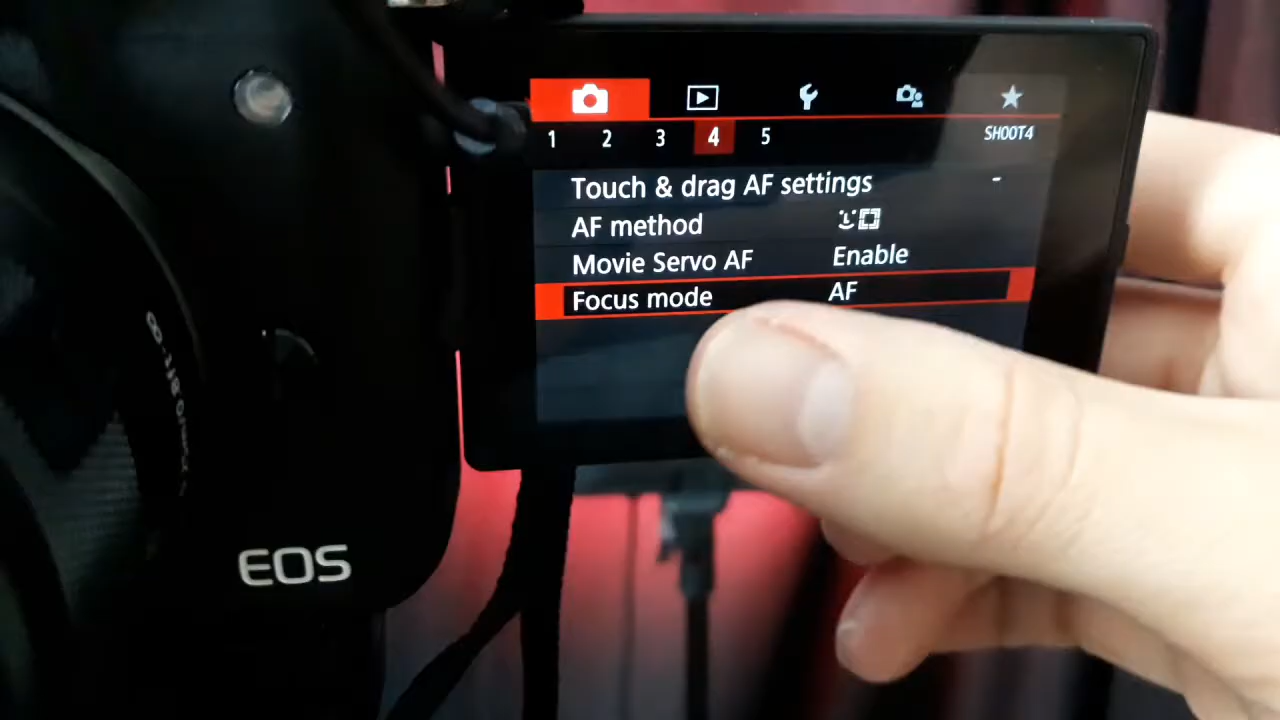 1 2 3 4 5 SHOOT4
Touch & drag AF settings -
AF method
Movie Servo AF Enable
Focus mode AF
EOS